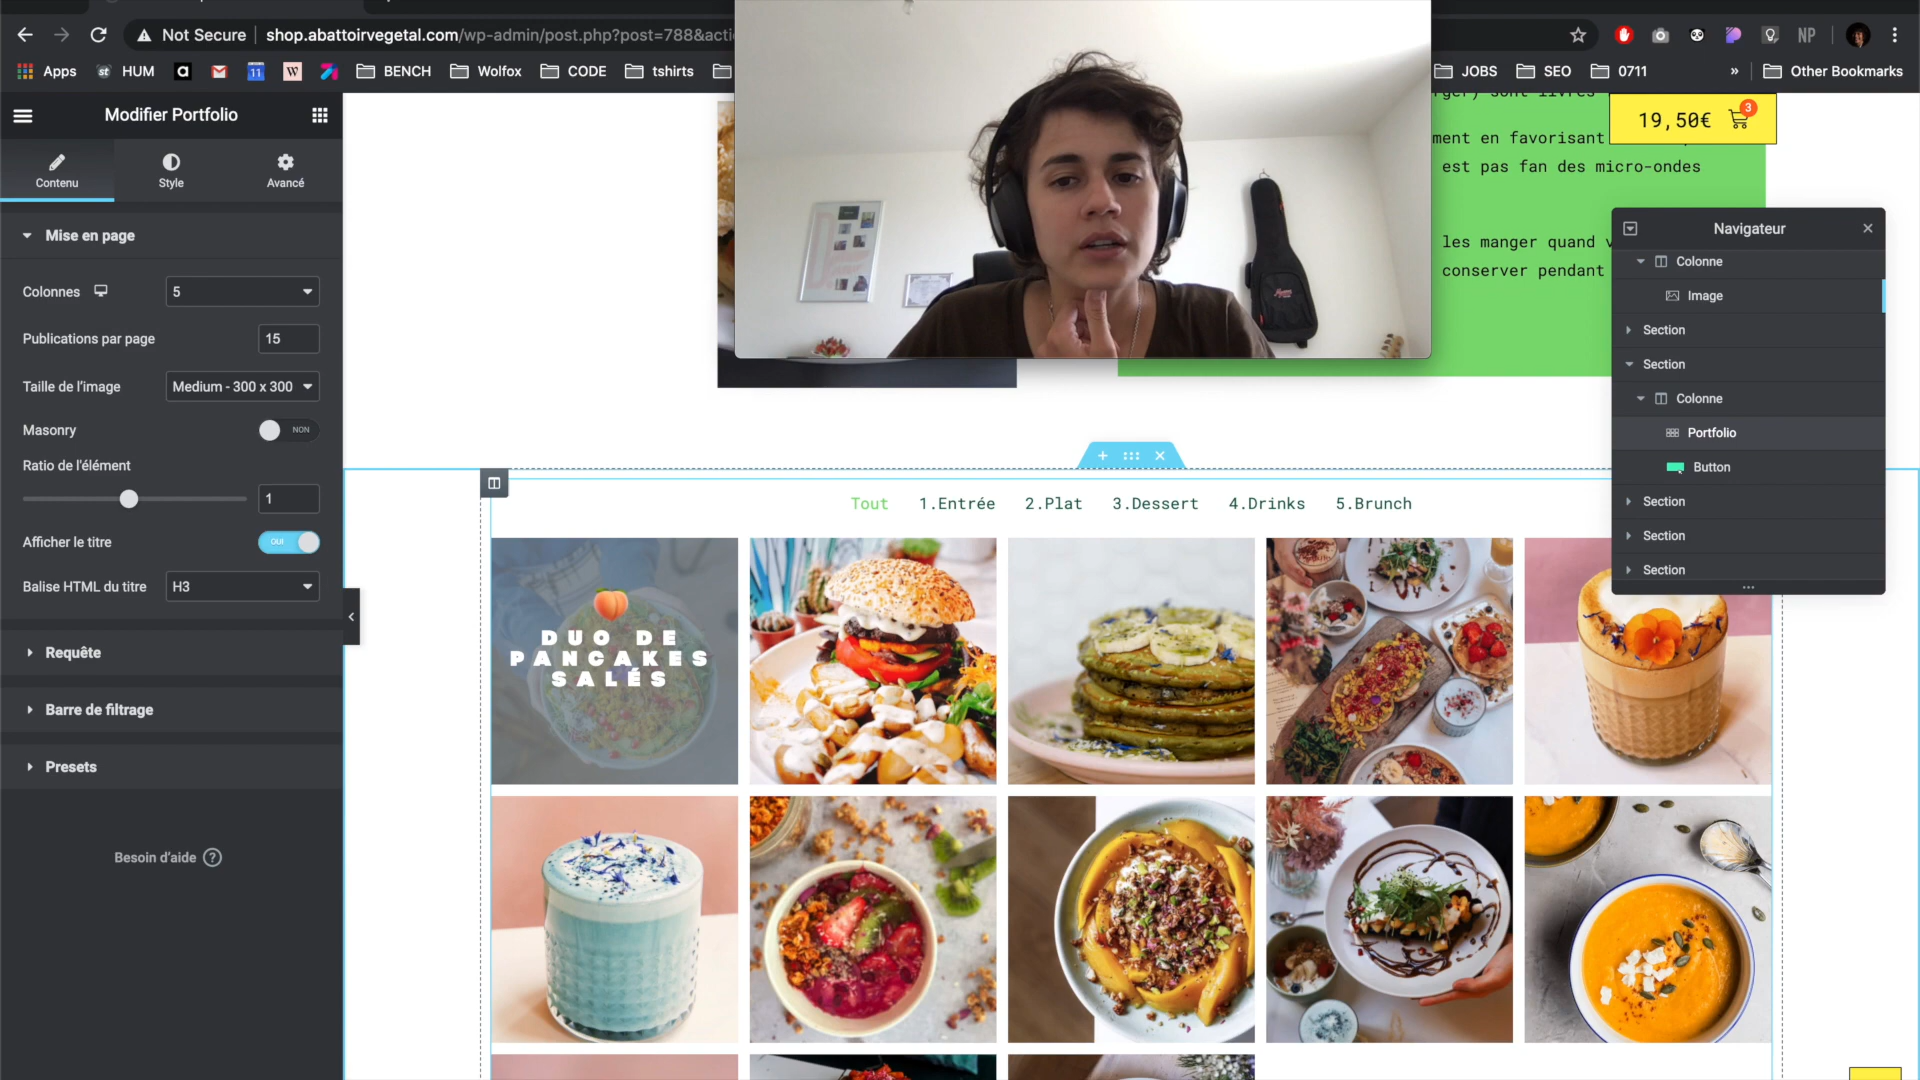 Not Secure
shop.abattoirvegetal.com/wp-admin/post.php?post=788&acti
NP
Apps
st HUM
a
11
W
BENCH
Wolfox
CODE
tshirts
JOBS
SEO
0711
»
Other Bookmarks
Modifier Portfolio
Contenu
Style
Avancé
Mise en page
Colonnes
5
Publications par page
15
Taille de l'image
Medium - 300 x 300
Masonry
NON
Ratio de l'élément
1
Afficher le titre
OUI
Balise HTML du titre
H3
Requête
Barre de filtrage
Presets
Besoin d'aide ?
sont livrés
19,50€
3
ment en favorisant
est pas fan des micro-ondes
les manger quand v
conserver pendant
Navigateur
Colonne
Image
Section
Section
Colonne
Portfolio
Button
Section
Section
Section
Tout
1.Entrée
2.Plat
3.Dessert
4.Drinks
5.Brunch
DUO DE
PANCAKES
SALÉS